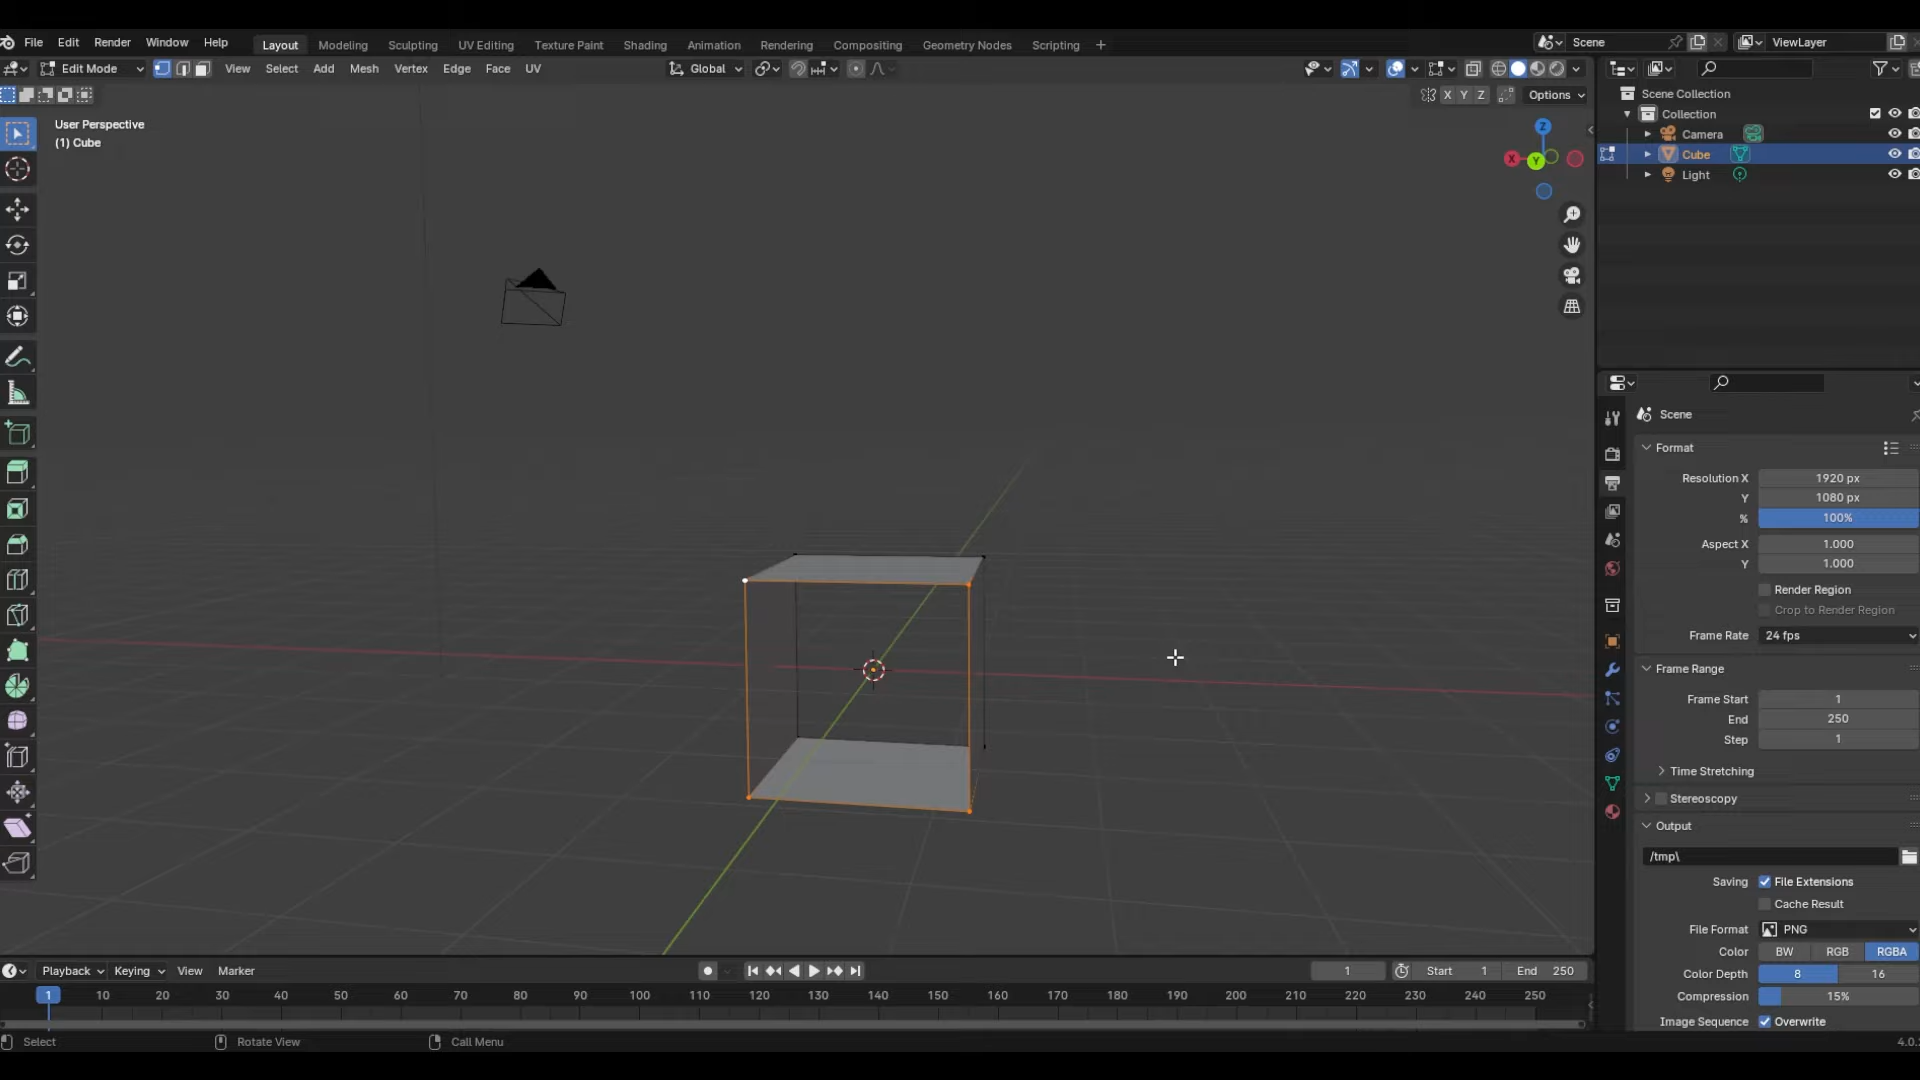 File Edit Render Window Help Layout Modeling Sculpting UV Editing Texture Paint Shading Animation Rendering Compositing Geometry Nodes Scripting + Scene ViewLayer
Edit Mode View Select Add Mesh Vertex Edge Face UV Global
X Y Z Options
User Perspective
(1) Cube
Z
X Y
Scene Collection
Collection
Camera
Cube
Light
Scene
Format
Resolution X 1920 px
Y 1080 px
% 100%
Aspect X 1.000
Y 1.000
Render Region
Crop to Render Region
Frame Rate 24 fps
Frame Range
Frame Start 1
End 250
Step 1
Time Stretching
Stereoscopy
Output
/tmp\
Saving File Extensions
Cache Result
File Format PNG
Color BW RGB RGBA
Color Depth 8 16
Compression 15%
Image Sequence Overwrite
Playback Keying View Marker 1 Start 1 End 250
1 10 20 30 40 50 60 70 80 90 100 110 120 130 140 150 160 170 180 190 200 210 220 230 240 250
Select Rotate View Call Menu